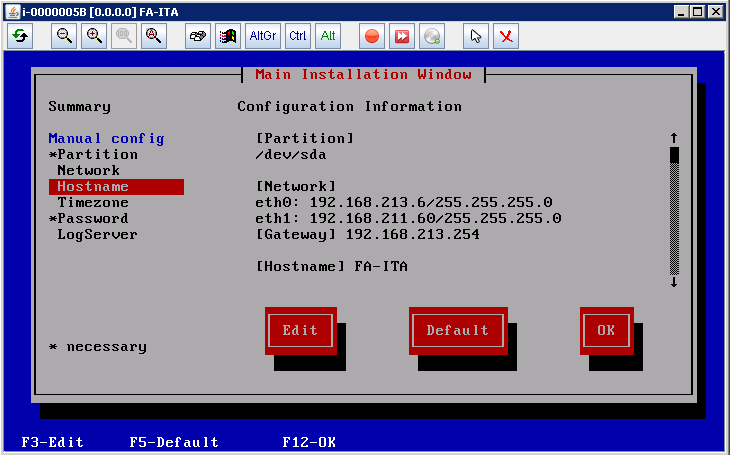 i-0000005B [0.0.0.0] FA-ITA
AltGr Ctrl Alt
Main Installation Window
Summary Configuration Information
Manual config [Partition]
*Partition /dev/sda
Network
Hostname [Network]
Timezone eth0: 192.168.213.6/255.255.255.0
*Password eth1: 192.168.211.60/255.255.255.0
LogServer [Gateway] 192.168.213.254
[Hostname] FA-ITA
Edit Default OK
* necessary
F3-Edit F5-Default F12-OK